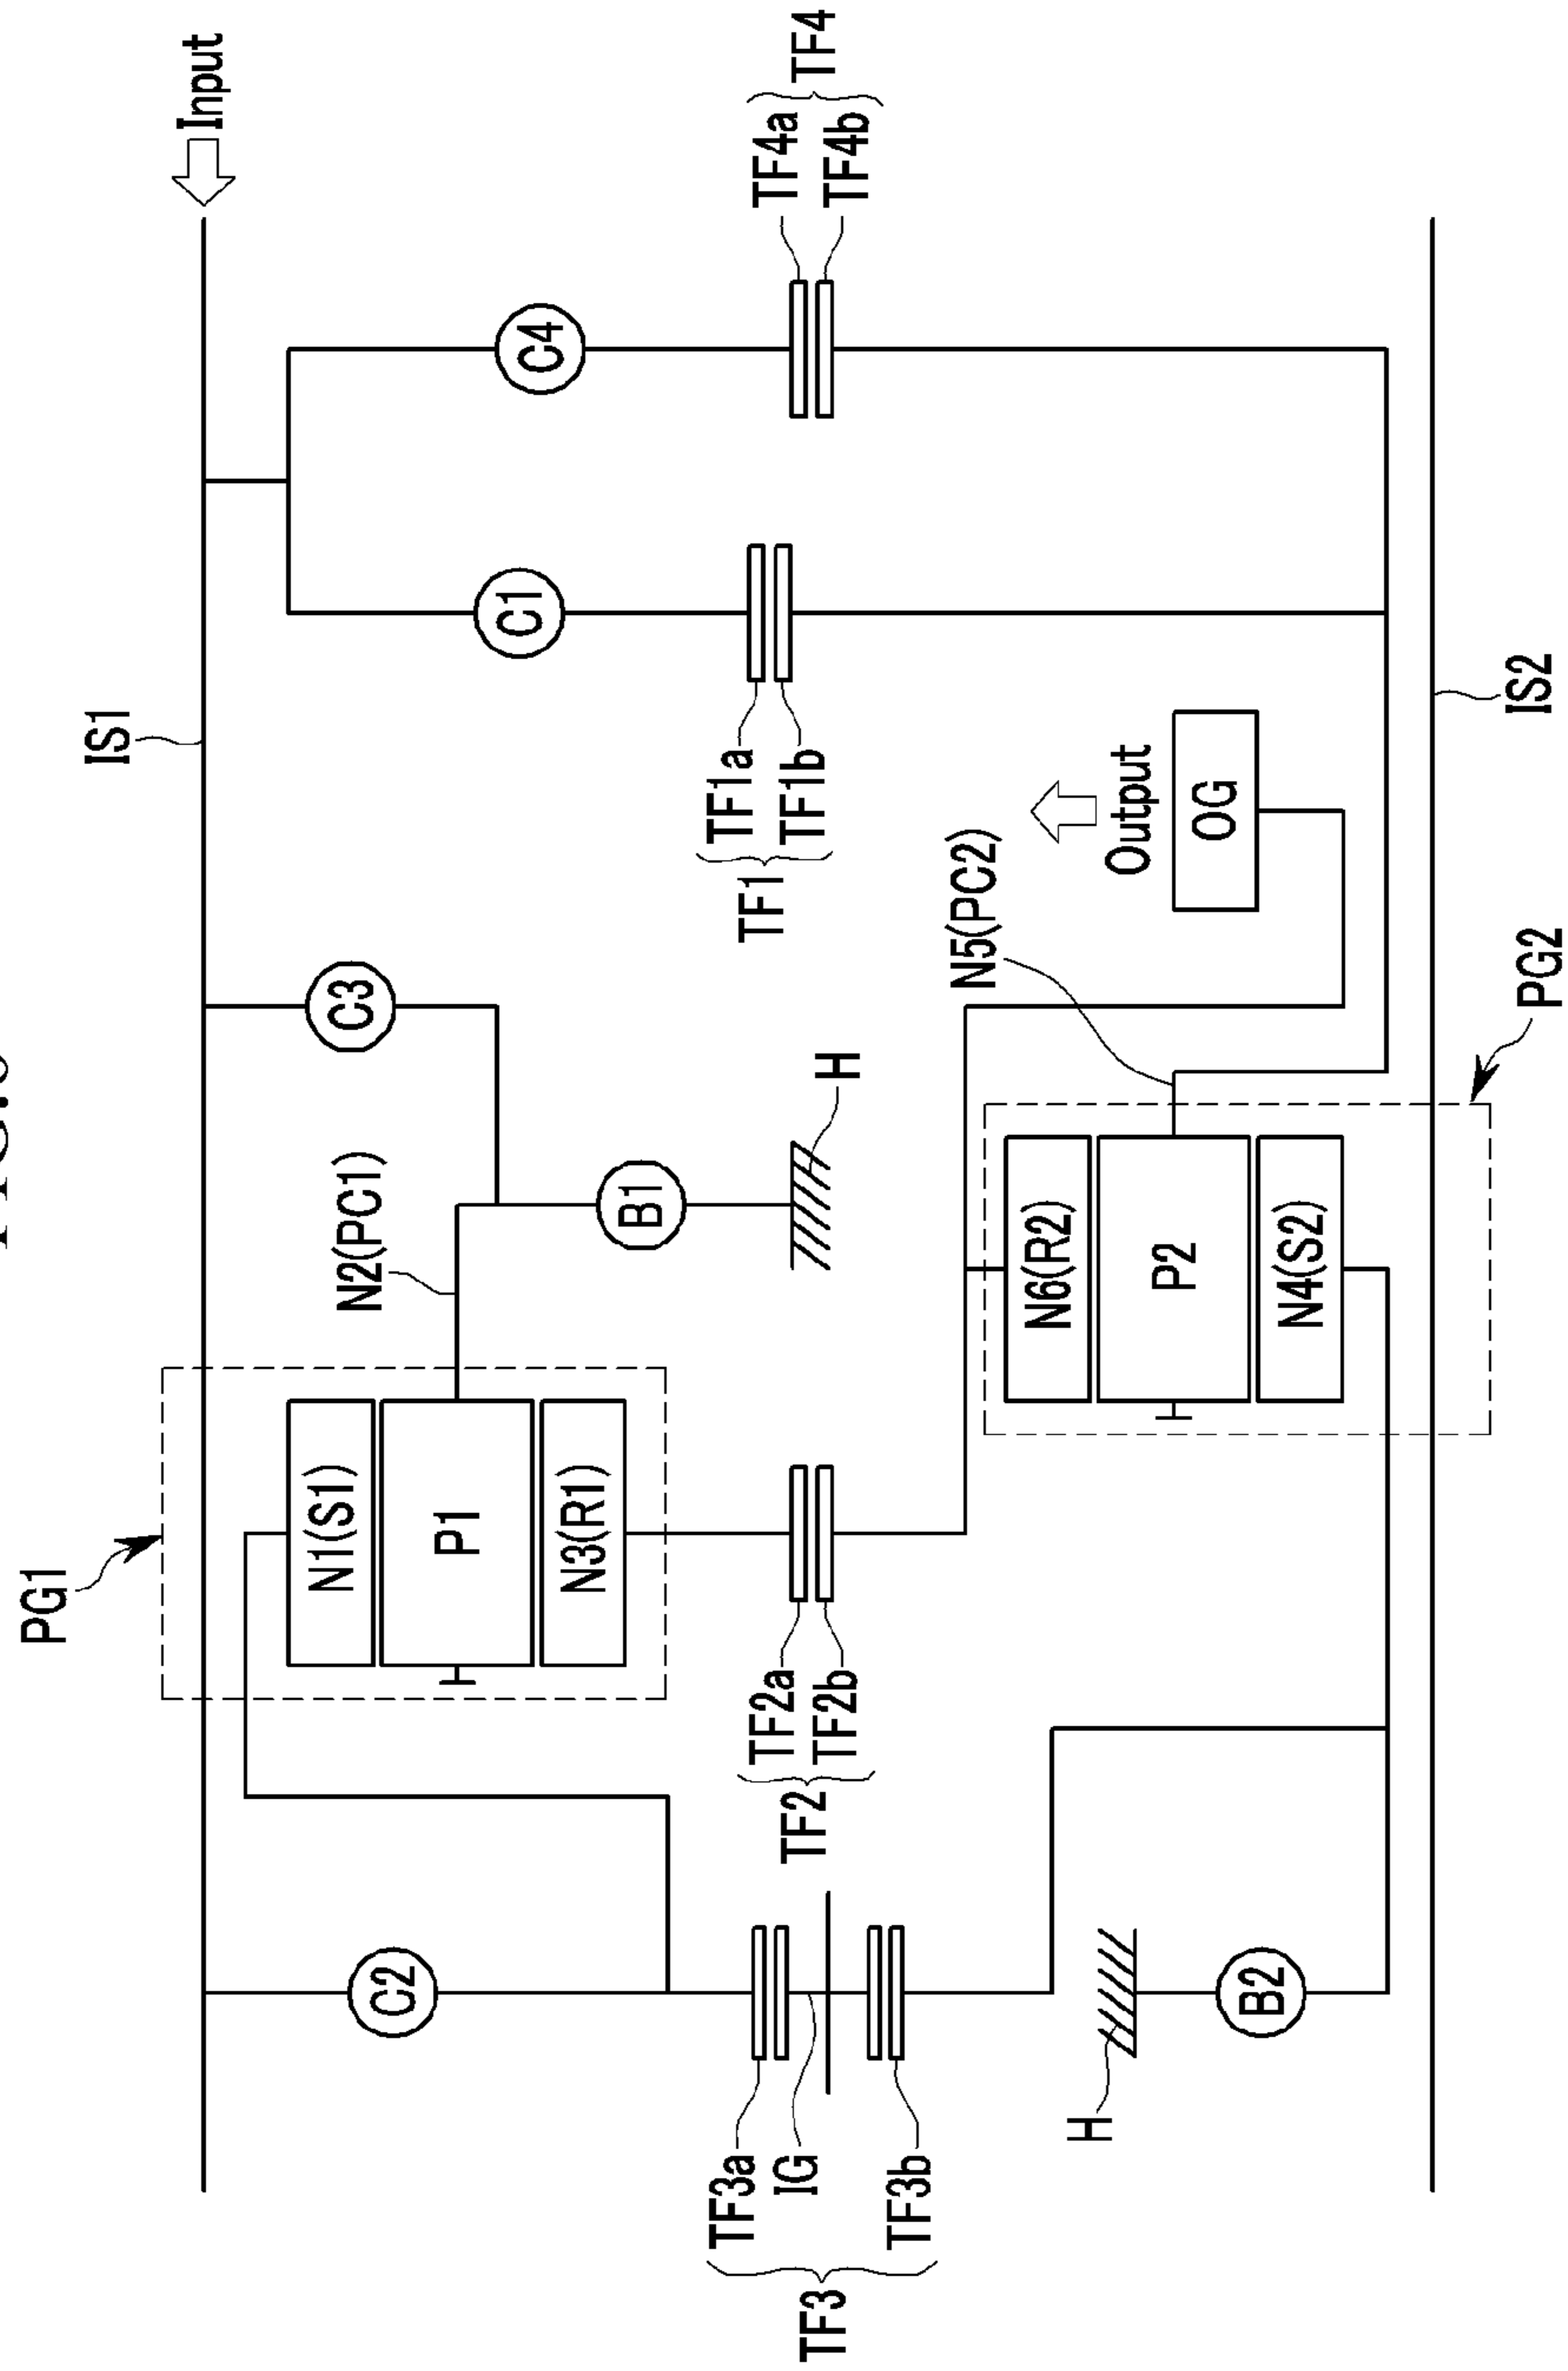 Input
IS1
PG1
C4
C1
C3
C2
N1(S1)
P1
N3(R1)
N2(PC1)
B1
H
TF4a
TF4b
TF4
TF1a
TF1b
TF1
TF2a
TF2b
TF2
TF3a
IG
TF3b
TF3
N5(PC2)
Output
OG
N6(R2)
P2
N4(S2)
H
B2
IS2
PG2